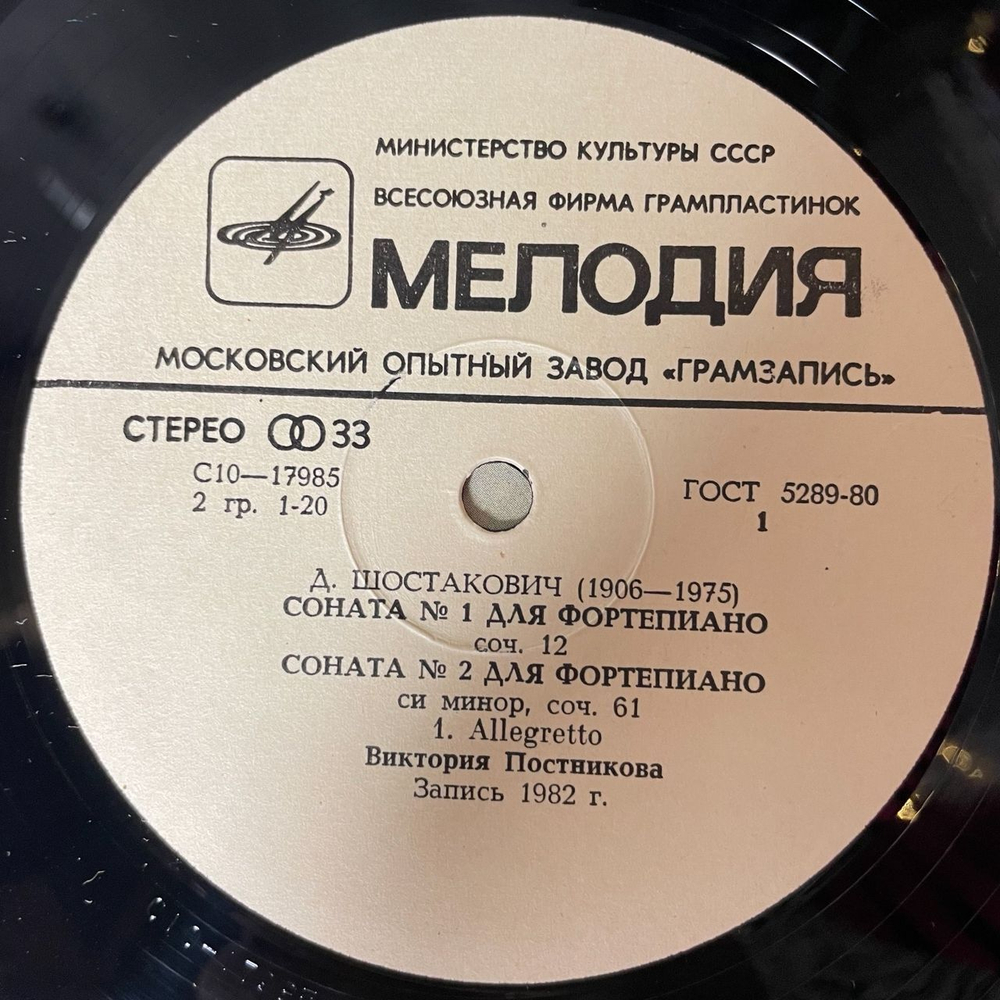 МИНИСТЕРСТВО КУЛЬТУРЫ СССР
ВСЕСОЮЗНАЯ ФИРМА ГРАМПЛАСТИНОК
МЕЛОДИЯ
МОСКОВСКИЙ ОПЫТНЫЙ ЗАВОД «ГРАМЗАПИСЬ»
СТЕРЕО 33
С10—17985
2 гр. 1-20
ГОСТ 5289-80
1
Д. ШОСТАКОВИЧ (1906—1975)
СОНАТА № 1 ДЛЯ ФОРТЕПИАНО
соч. 12
СОНАТА № 2 ДЛЯ ФОРТЕПИАНО
си минор, соч. 61
1. Allegretto
Виктория Постникова
Запись 1982 г.